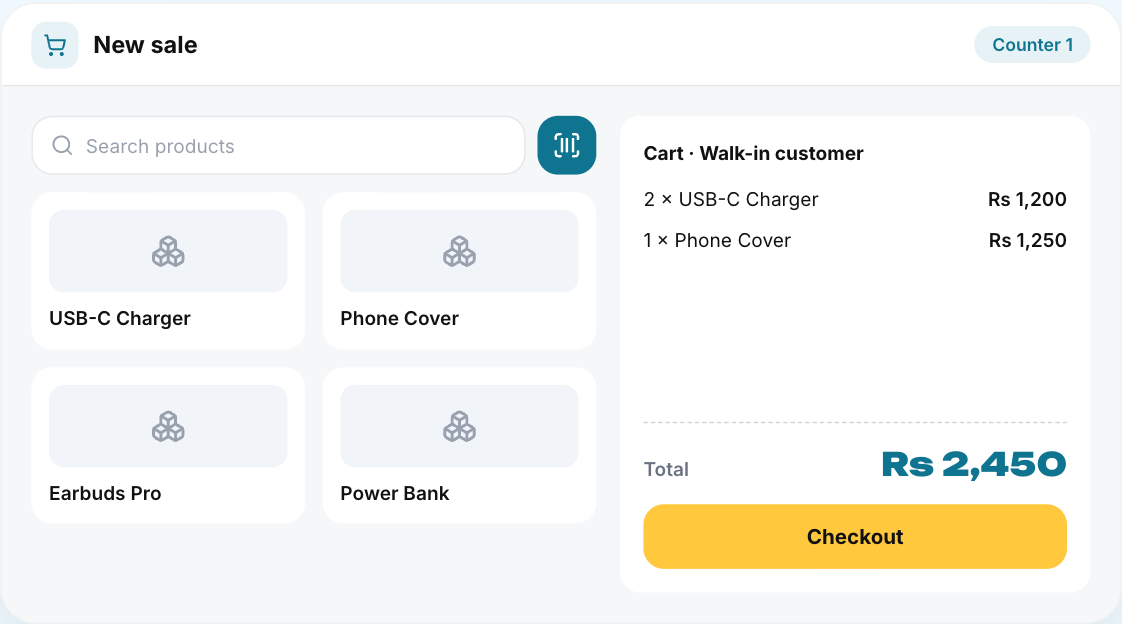 New sale
Counter 1
Search products
USB-C Charger
Phone Cover
Earbuds Pro
Power Bank
Cart · Walk-in customer
2 × USB-C Charger Rs 1,200
1 × Phone Cover Rs 1,250
Total Rs 2,450
Checkout